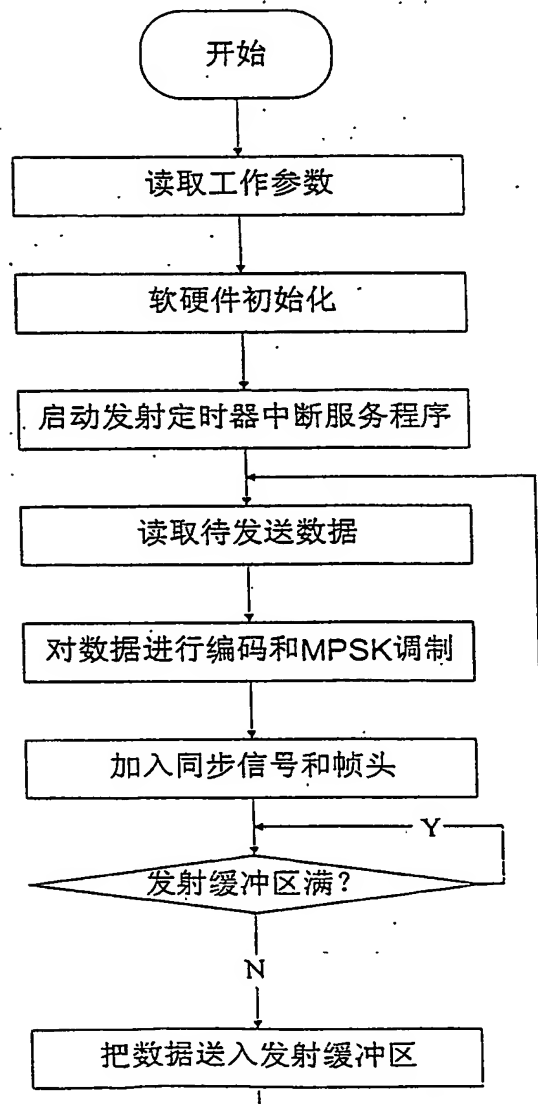 开始
读取工作参数
软硬件初始化
启动发射定时器中断服务程序
读取待发送数据
对数据进行编码和MPSK调制
加入同步信号和帧头
Y
发射缓冲区满?
N
把数据送入发射缓冲区